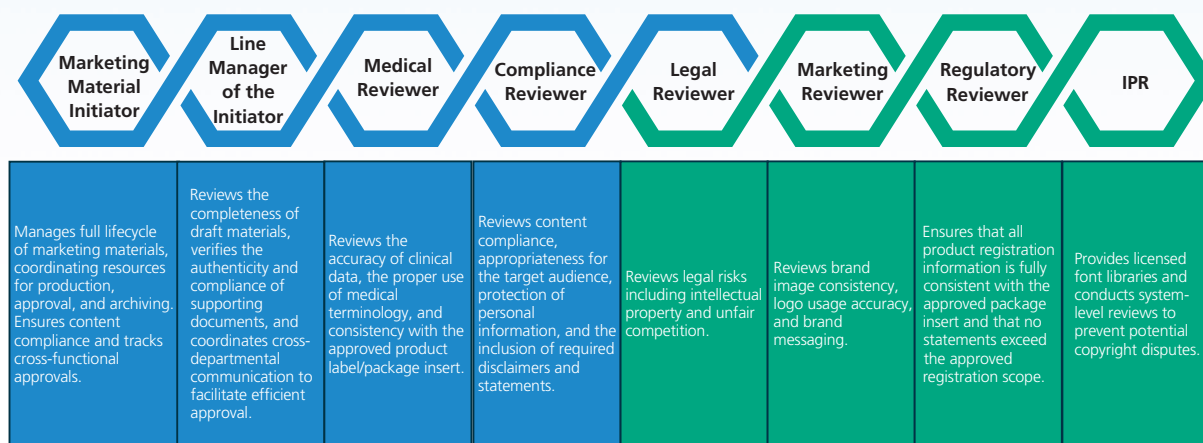 Marketing
Material
Initiator
Line
Manager
of the
Initiator
Medical
Reviewer
Compliance
Reviewer
Legal
Reviewer
Marketing
Reviewer
Regulatory
Reviewer
IPR
Manages full lifecycle
of marketing materials,
coordinating resources
for production,
approval, and archiving.
Ensures content
compliance and tracks
cross-functional
approvals.
Reviews the
completeness of
draft materials,
verifies the
authenticity and
compliance of
supporting
documents, and
coordinates cross-
departmental
communication to
facilitate efficient
approval.
Reviews the
accuracy of clinical
data, the proper use
of medical
terminology, and
consistency with the
approved product
label/package insert.
Reviews content
compliance,
appropriateness for
the target audience,
protection of
personal
information, and the
inclusion of required
disclaimers and
statements.
Reviews legal risks
including intellectual
property and unfair
competition.
Reviews brand
image consistency,
logo usage accuracy,
and brand
messaging.
Ensures that all
product registration
information is fully
consistent with the
approved package
insert and that no
statements exceed
the approved
registration scope.
Provides licensed
font libraries and
conducts system-
level reviews to
prevent potential
copyright disputes.